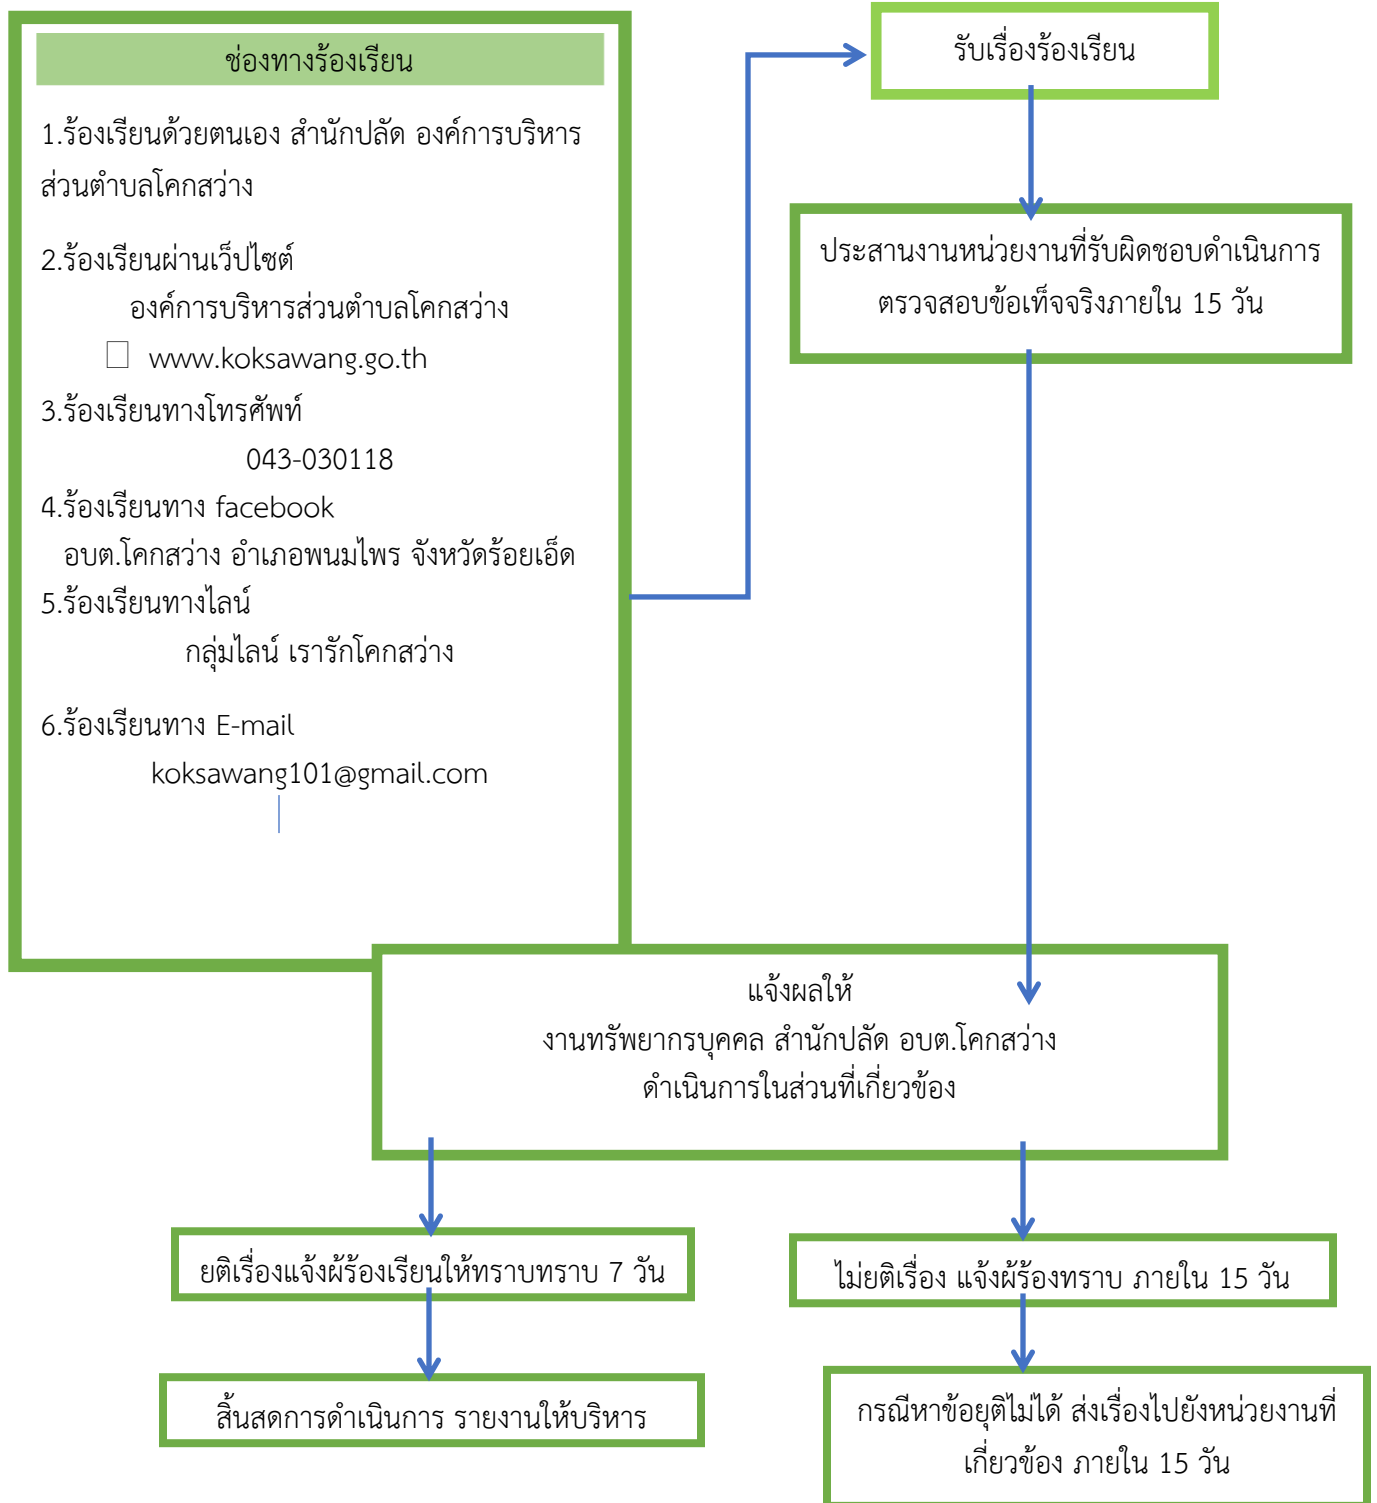 ช่องทางร้องเรียน
1.ร้องเรียนด้วยตนเอง สำนักปลัด องค์การบริหาร
ส่วนตำบลโคกสว่าง
2.ร้องเรียนผ่านเว็ปไซต์
องค์การบริหารส่วนตำบลโคกสว่าง
www.koksawang.go.th
3.ร้องเรียนทางโทรศัพท์
043-030118
4.ร้องเรียนทาง facebook
อบต.โคกสว่าง อำเภอพนมไพร จังหวัดร้อยเอ็ด
5.ร้องเรียนทางไลน์
กลุ่มไลน์ เรารักโคกสว่าง
6.ร้องเรียนทาง E-mail
koksawang101@gmail.com
รับเรื่องร้องเรียน
ประสานงานหน่วยงานที่รับผิดชอบดำเนินการ
ตรวจสอบข้อเท็จจริงภายใน 15 วัน
แจ้งผลให้
งานทรัพยากรบุคคล สำนักปลัด อบต.โคกสว่าง
ดำเนินการในส่วนที่เกี่ยวข้อง
ยติเรื่องแจ้งผ้ร้องเรียนให้ทราบทราบ 7 วัน
ไม่ยติเรื่อง แจ้งผ้ร้องทราบ ภายใน 15 วัน
สิ้นสดการดำเนินการ รายงานให้บริหาร
กรณีหาข้อยุติไม่ได้ ส่งเรื่องไปยังหน่วยงานที่
เกี่ยวข้อง ภายใน 15 วัน